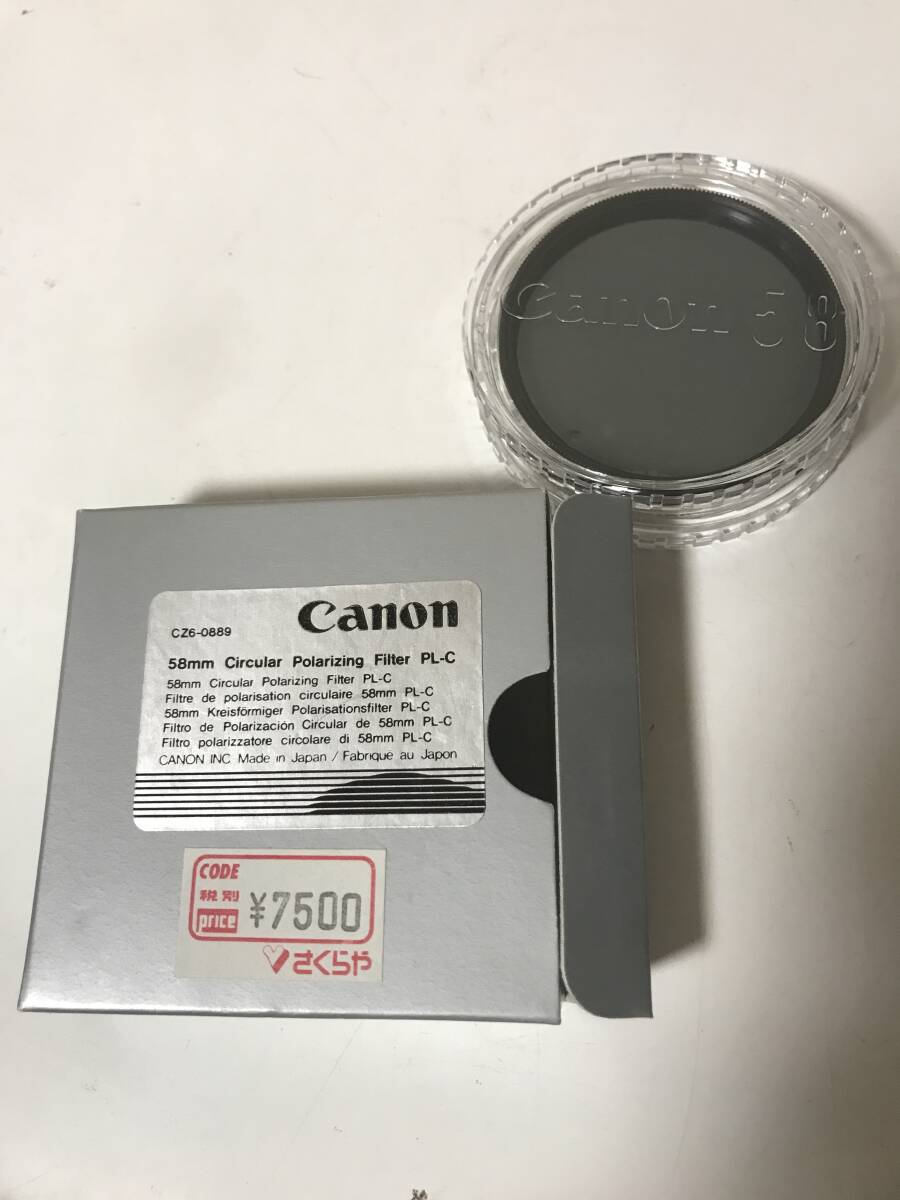 Canon 58
CZ6-0889
Canon
58mm Circular Polarizing Filter PL-C
58mm Circular Polarizing Filter PL-C
Filtre de polarisation circulaire 58mm PL-C
58mm Kreisförmiger Polarisationsfilter PL-C
Filtro de Polarización Circular de 58mm PL-C
Filtro polarizzatore circolare di 58mm PL-C
CANON INC Made in Japan / Fabriqué au Japon
CODE
税別
price ¥7500
さくらや